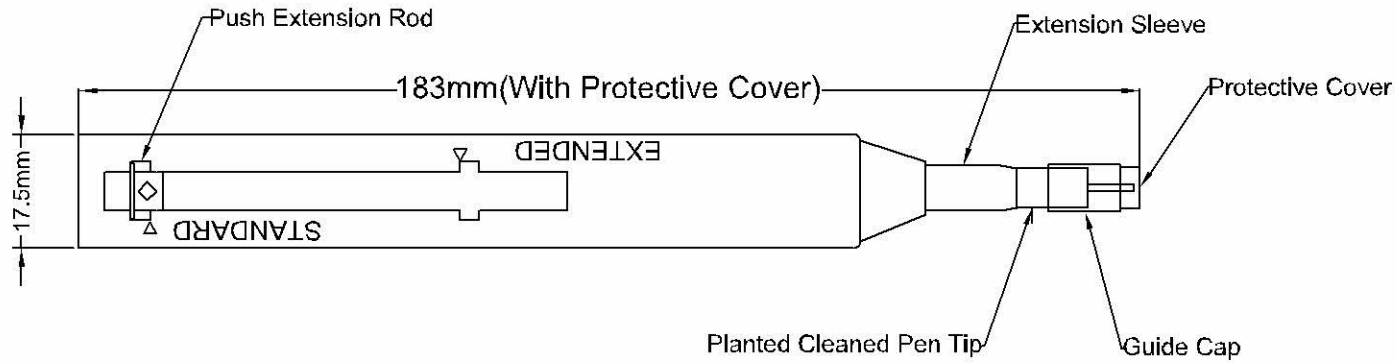 Push Extension Rod
Extension Sleeve
183mm(With Protective Cover)
Protective Cover
EXTENDED
17.5mm
STANDARD
Planted Cleaned Pen Tip
Guide Cap